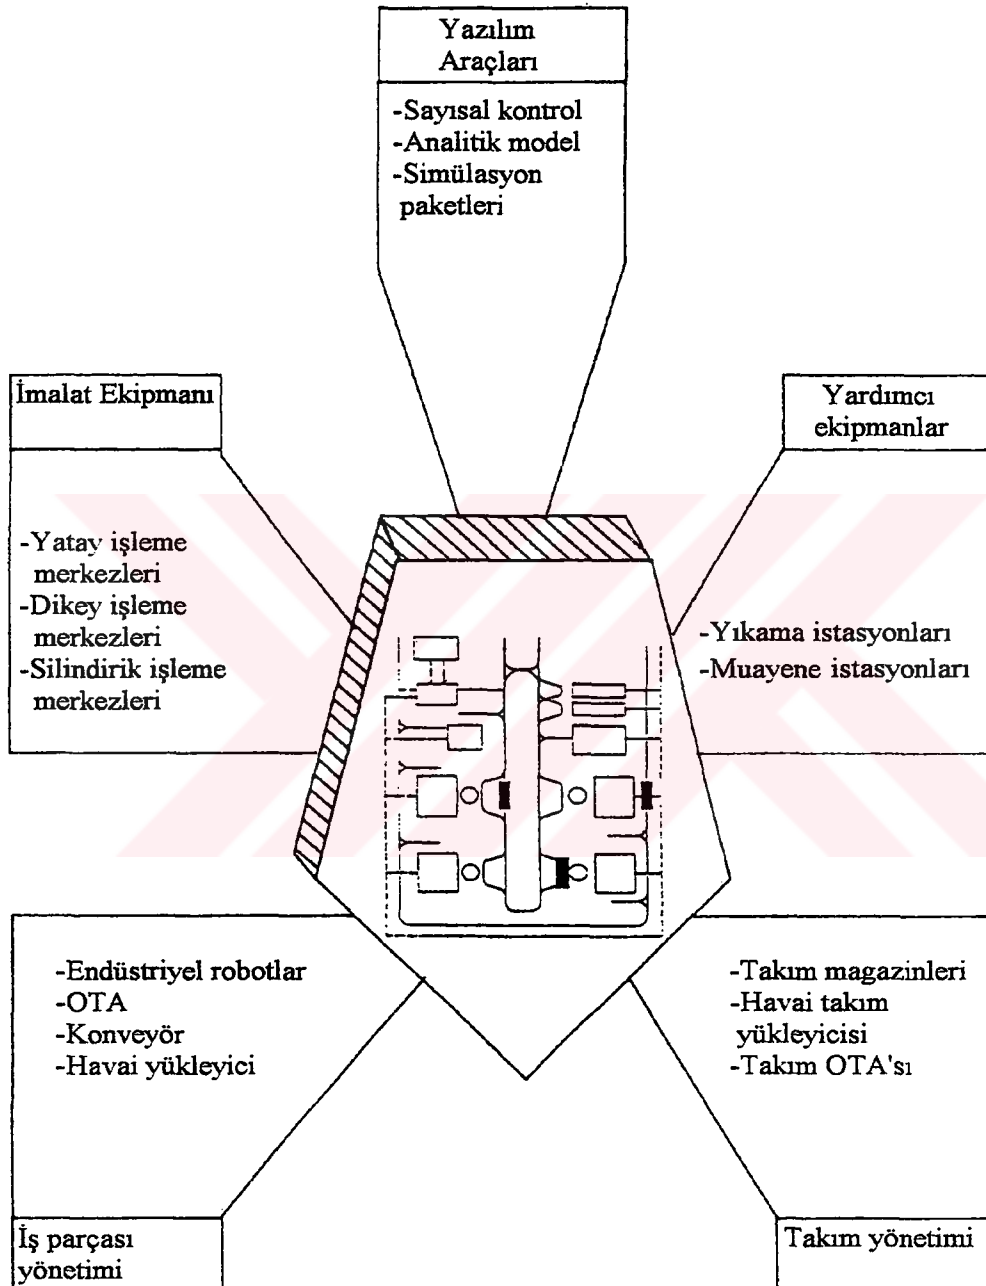 Yazılım
Araçları
-Sayısal kontrol
-Analitik model
-Simülasyon
paketleri
İmalat Ekipmanı
-Yatay işleme
merkezleri
-Dikey işleme
merkezleri
-Silindirik işleme
merkezleri
Yardımcı
ekipmanlar
-Yıkama istasyonları
-Muayene istasyonları
-Endüstriyel robotlar
-OTA
-Konveyör
-Havai yükleyici
İş parçası
yönetimi
-Takım magazinleri
-Havai takım
yükleyicisi
-Takım OTA'sı
Takım yönetimi